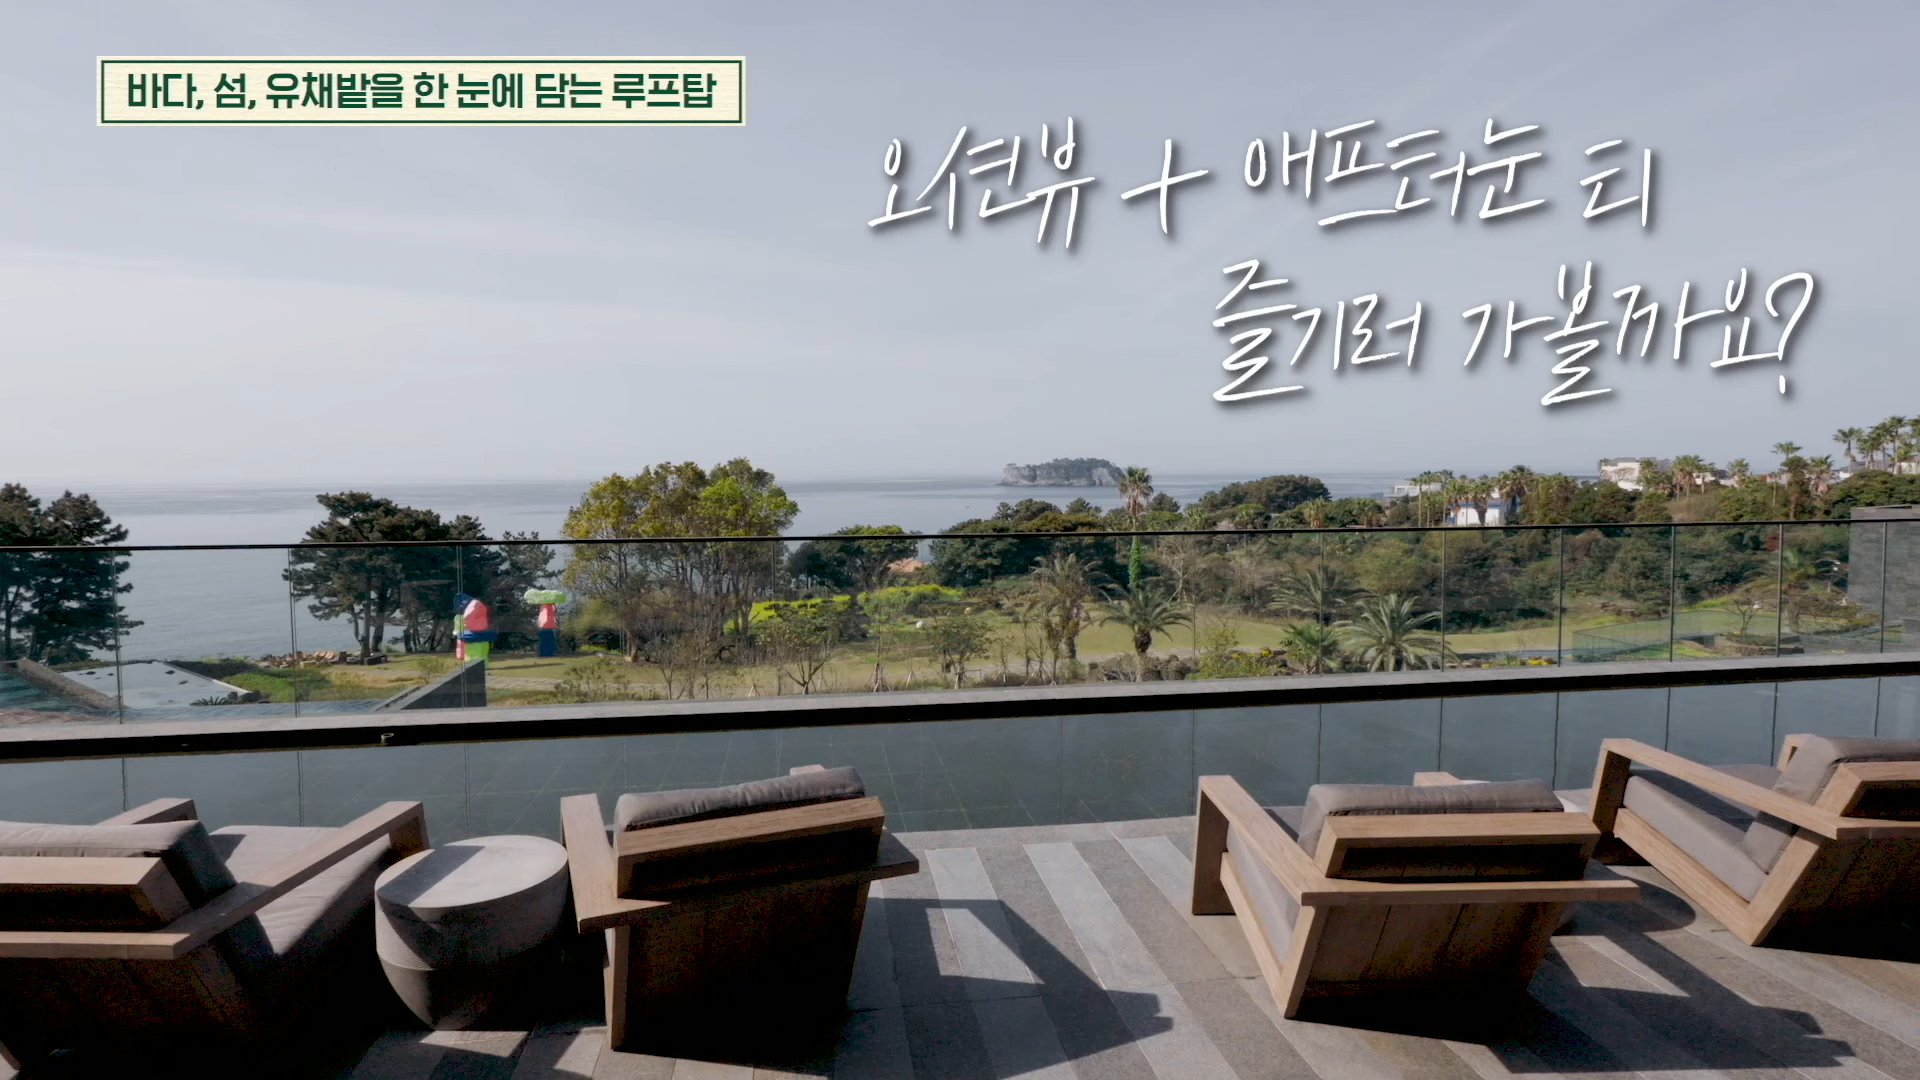 바다, 섬, 유채밭을 한 눈에 담는 루프탑
오션뷰 + 애프터눈 티
즐기러 가볼까요?